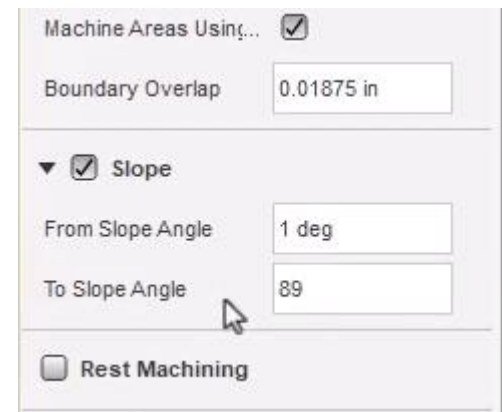 Machine Areas Using...
Boundary Overlap 0.01875 in
Slope
From Slope Angle 1 deg
To Slope Angle 89
Rest Machining